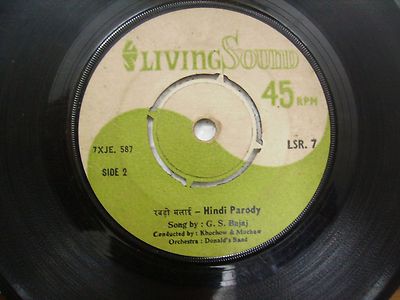 LIVING SOUND
45 RPM
7XJE. 587
LSR. 7
SIDE 2
रबड़ी मलाई – Hindi Parody
Song by : G. S. Bajaj
Conducted by : Khochow & Mochow
Orchestra : Donald's Band